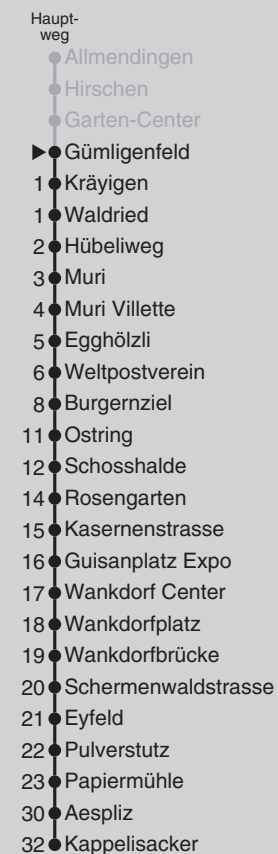 Haupt-
weg
Allmendingen
Hirschen
Garten-Center
Gümligenfeld
1 Kräyigen
1 Waldried
2 Hübeliweg
3 Muri
4 Muri Villette
5 Egghölzli
6 Weltpostverein
8 Burgernziel
11 Ostring
12 Schosshalde
14 Rosengarten
15 Kasernenstrasse
16 Guisanplatz Expo
17 Wankdorf Center
18 Wankdorfplatz
19 Wankdorfbrücke
20 Schermenwaldstrasse
21 Eyfeld
22 Pulverstutz
23 Papiermühle
30 Aespliz
32 Kappelisacker